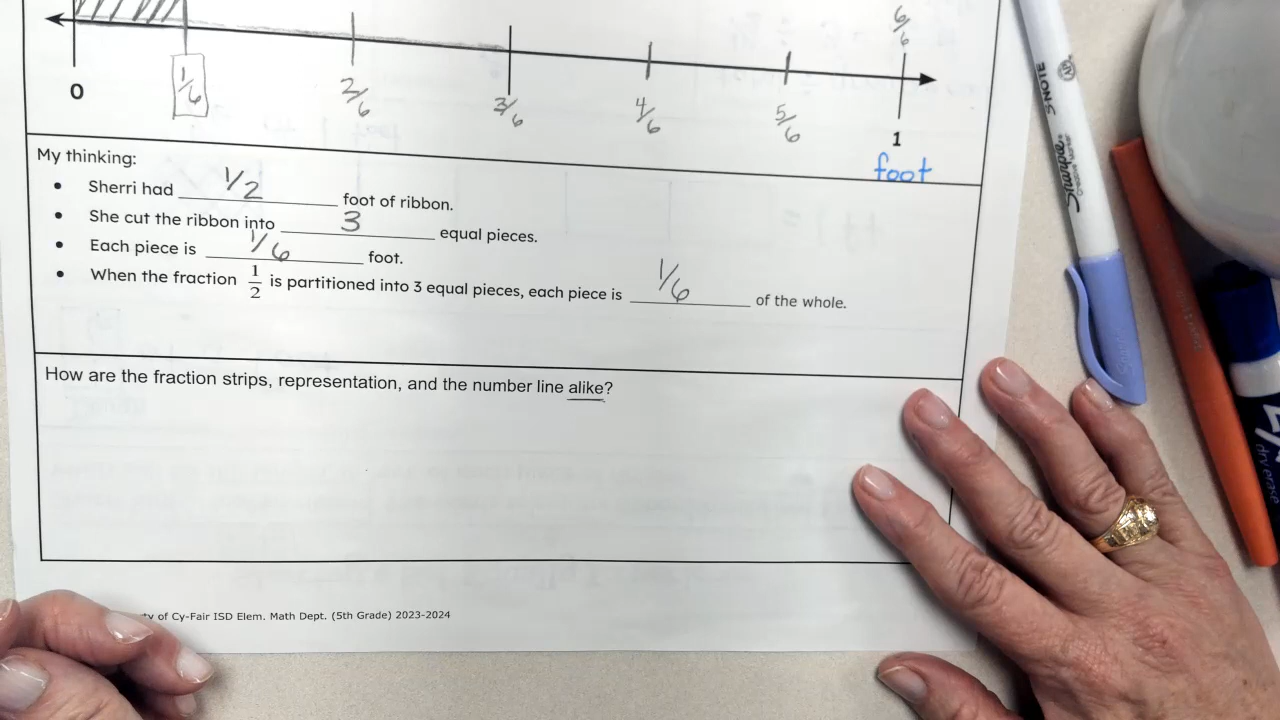 6/6
0 1/6 2/6 3/6 4/6 5/6 1
foot
My thinking:
• Sherri had 1/2 foot of ribbon.
• She cut the ribbon into 3 equal pieces.
• Each piece is 1/6 foot.
• When the fraction 1/2 is partitioned into 3 equal pieces, each piece is 1/6 of the whole.
How are the fraction strips, representation, and the number line alike?
of Cy-Fair ISD Elem. Math Dept. (5th Grade) 2023-2024
Sharpie
S·NOTE